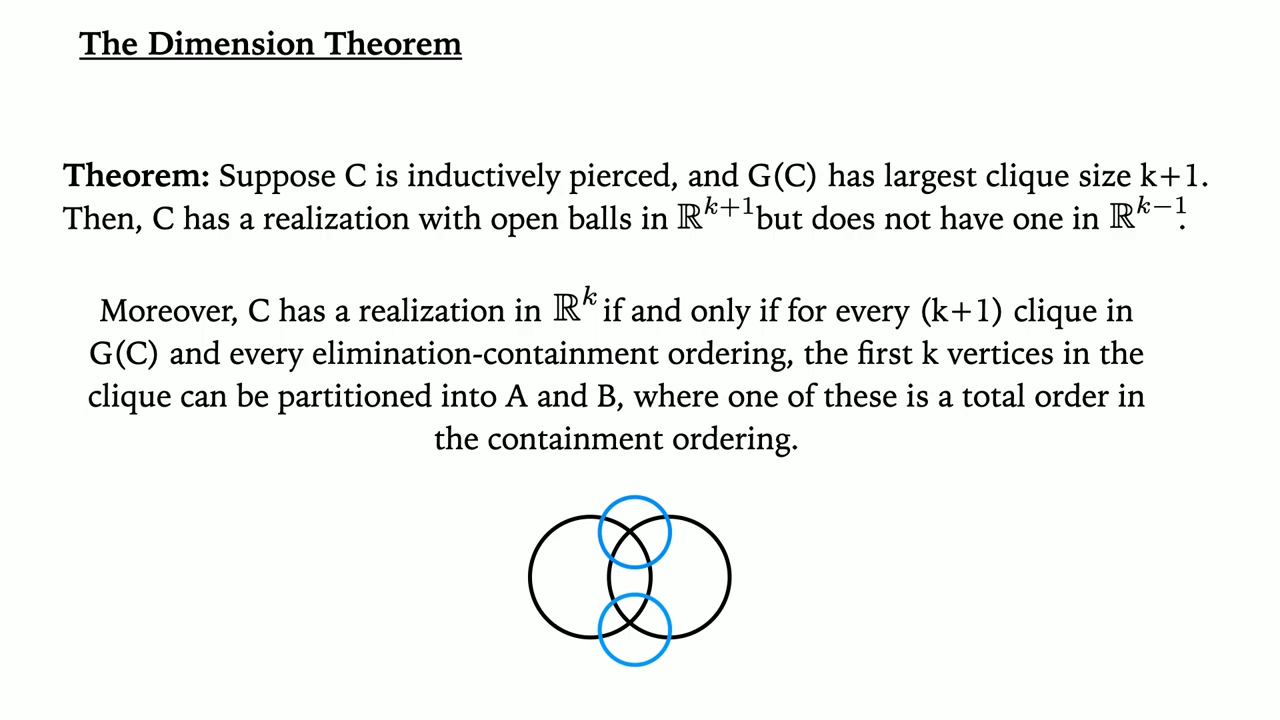 The Dimension Theorem
Theorem: Suppose C is inductively pierced, and G(C) has largest clique size k+1.
Then, C has a realization with open balls in ℝ^{k+1} but does not have one in ℝ^{k−1}.
Moreover, C has a realization in ℝ^k if and only if for every (k+1) clique in
G(C) and every elimination-containment ordering, the first k vertices in the
clique can be partitioned into A and B, where one of these is a total order in
the containment ordering.